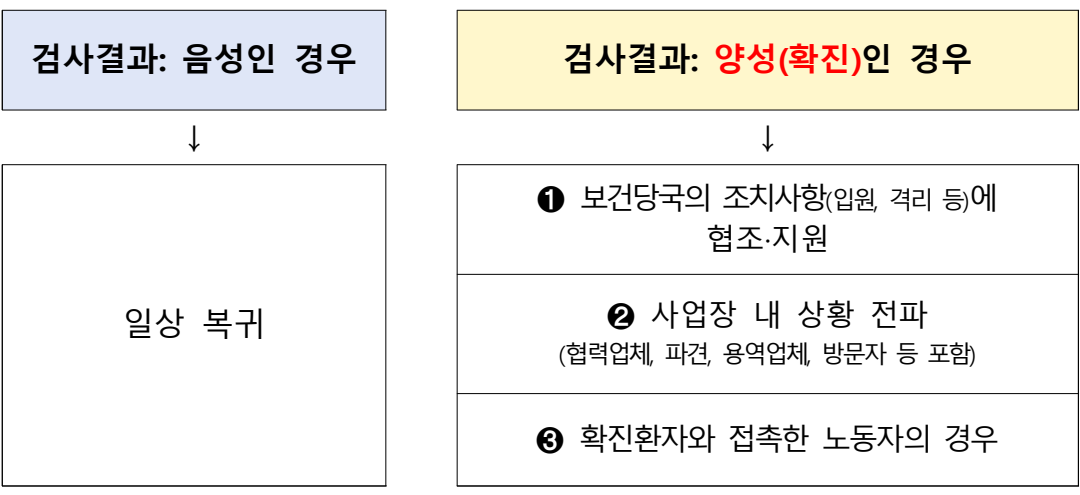 검사결과: 음성인 경우
↓
일상 복귀
검사결과: 양성(확진)인 경우
↓
❶ 보건당국의 조치사항(입원, 격리 등)에
협조·지원
❷ 사업장 내 상황 전파
(협력업체, 파견, 용역업체, 방문자 등 포함)
❸ 확진환자와 접촉한 노동자의 경우